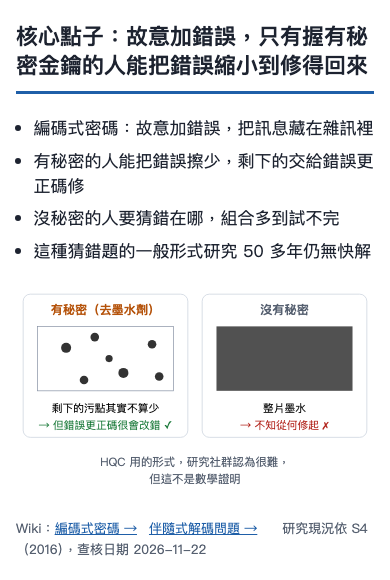 核心點子：故意加錯誤，只有握有秘
密金鑰的人能把錯誤縮小到修得回來
• 編碼式密碼：故意加錯誤，把訊息藏在雜訊裡
• 有秘密的人能把錯誤擦少，剩下的交給錯誤更
正碼修
• 沒秘密的人要猜錯在哪，組合多到試不完
• 這種猜錯題的一般形式研究 50 多年仍無快解
有秘密（去墨水劑）
剩下的污點其實不算少
→ 但錯誤更正碼很會改錯 ✓
沒有秘密
整片墨水
→ 不知從何修起 ✗
HQC 用的形式，研究社群認為很難，
但這不是數學證明
Wiki：編碼式密碼 → 伴隨式解碼問題 → 研究現況依 S4
（2016），查核日期 2026-11-22